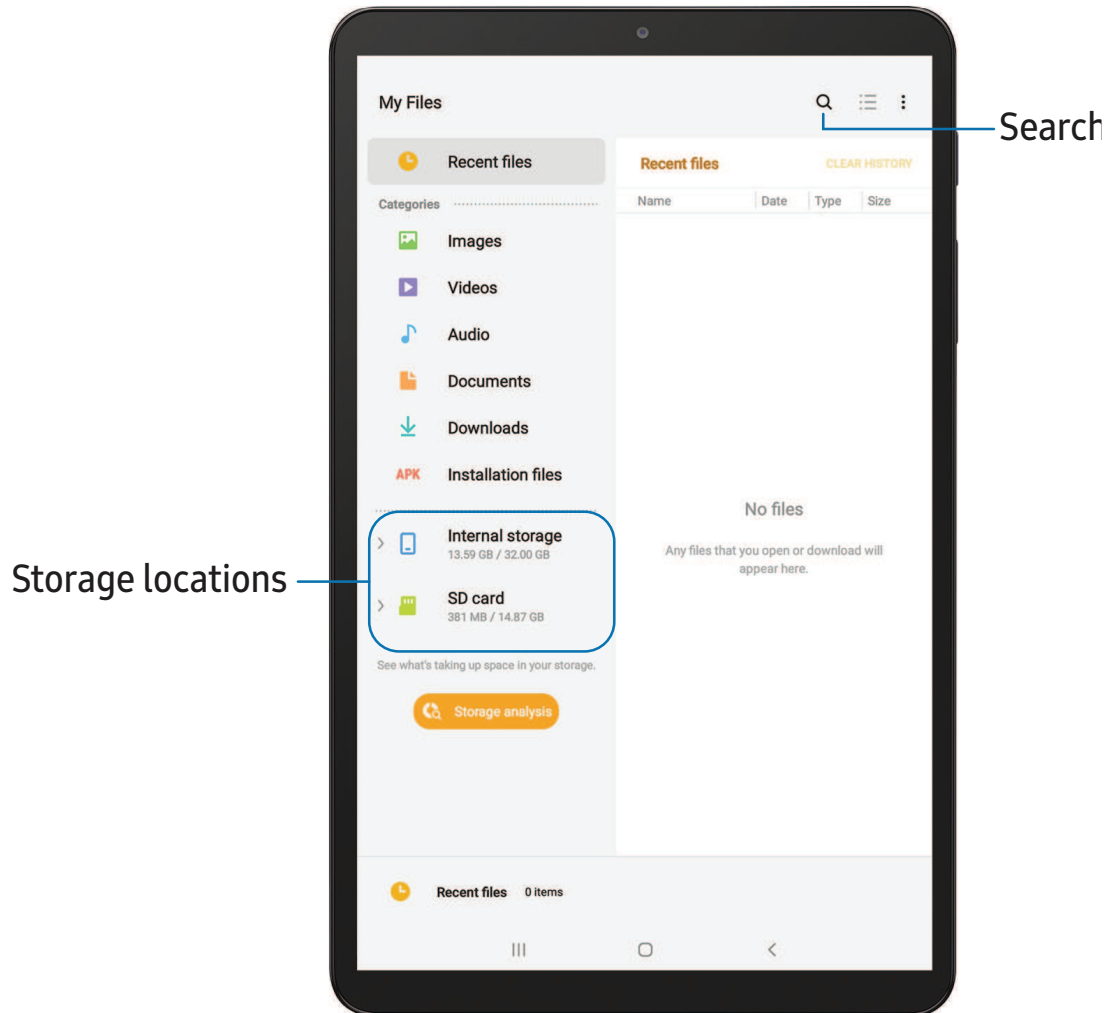 My Files
Search
Recent files
Categories
Images
Videos
Audio
Documents
Downloads
APK Installation files
Internal storage
13.59 GB / 32.00 GB
SD card
381 MB / 14.87 GB
Storage locations
See what's taking up space in your storage.
Storage analysis
Recent files CLEAR HISTORY
Name Date Type Size
No files
Any files that you open or download will
appear here.
Recent files 0 items